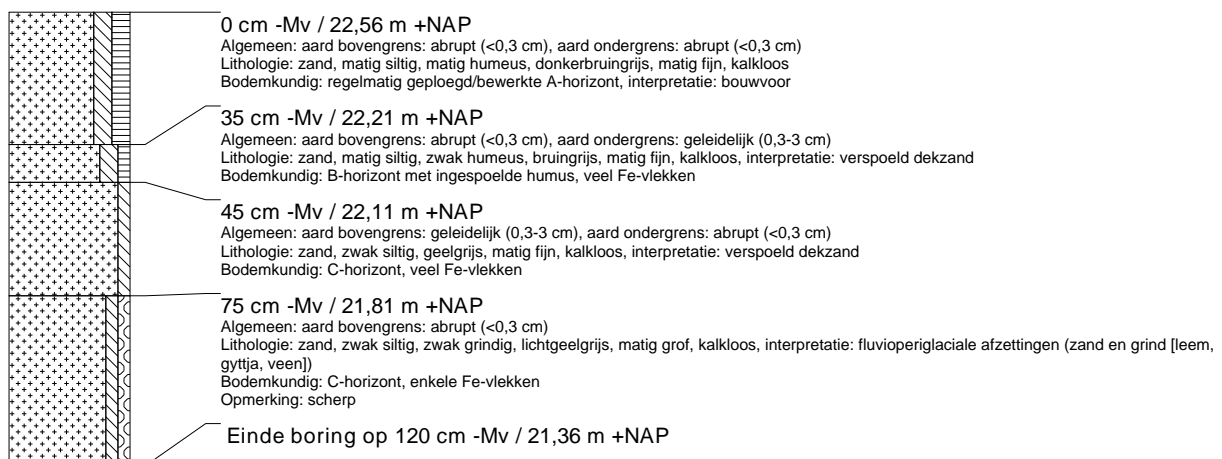 0 cm -Mv / 22,56 m +NAP
Algemeen: aard bovengrens: abrupt (<0,3 cm), aard ondergrens: abrupt (<0,3 cm)
Lithologie: zand, matig siltig, matig humeus, donkerbruingrijs, matig fijn, kalkloos
Bodemkundig: regelmatig geploegd/bewerkte A-horizont, interpretatie: bouwvoor
35 cm -Mv / 22,21 m +NAP
Algemeen: aard bovengrens: abrupt (<0,3 cm), aard ondergrens: geleidelijk (0,3-3 cm)
Lithologie: zand, matig siltig, zwak humeus, bruingrijs, matig fijn, kalkloos, interpretatie: verspoeld dekzand
Bodemkundig: B-horizont met ingespoelde humus, veel Fe-vlekken
45 cm -Mv / 22,11 m +NAP
Algemeen: aard bovengrens: geleidelijk (0,3-3 cm), aard ondergrens: abrupt (<0,3 cm)
Lithologie: zand, zwak siltig, geelgrijs, matig fijn, kalkloos, interpretatie: verspoeld dekzand
Bodemkundig: C-horizont, veel Fe-vlekken
75 cm -Mv / 21,81 m +NAP
Algemeen: aard bovengrens: abrupt (<0,3 cm)
Lithologie: zand, zwak siltig, zwak grindig, lichtgeelgrijs, matig grof, kalkloos, interpretatie: fluvioperiglaciale afzettingen (zand en grind [leem,
gyttja, veen])
Bodemkundig: C-horizont, enkele Fe-vlekken
Opmerking: scherp
Einde boring op 120 cm -Mv / 21,36 m +NAP